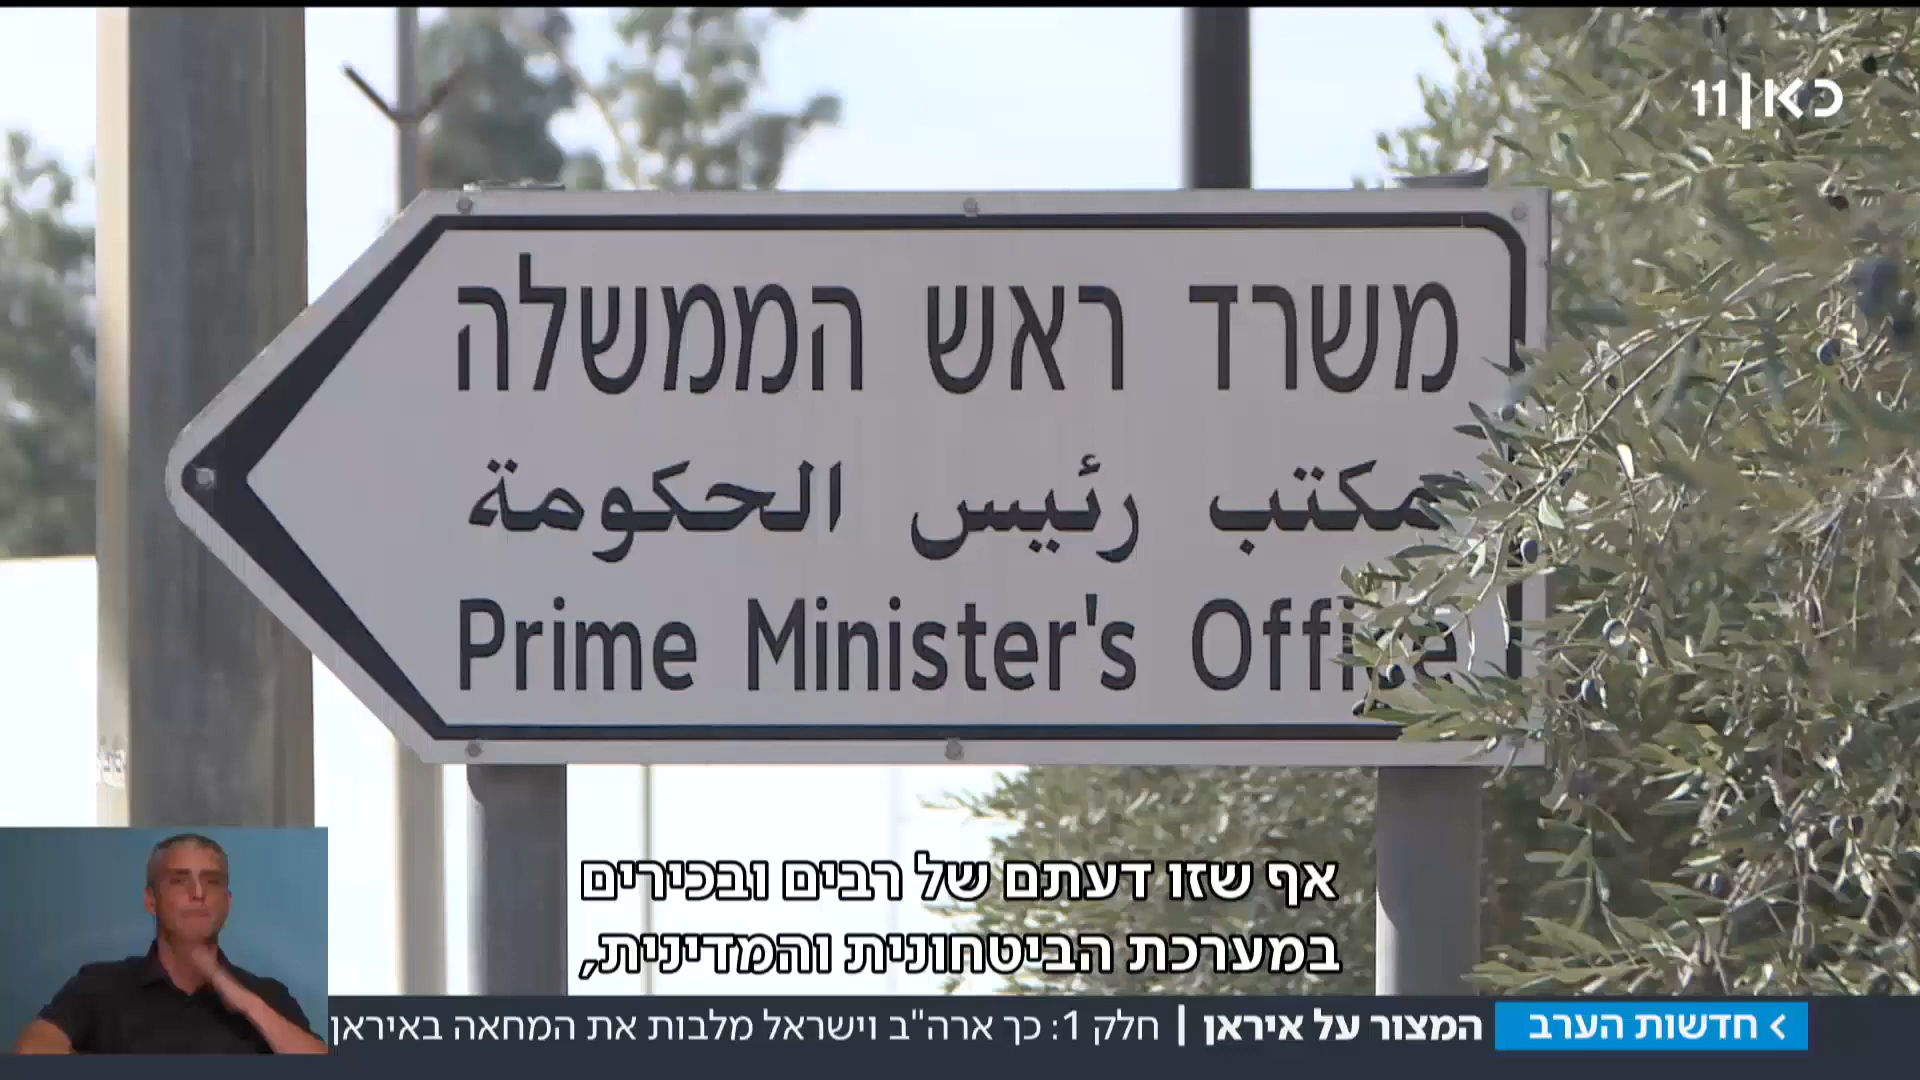 כאן 11
משרד ראש הממשלה
مكتب رئيس الحكومة
Prime Minister's Office
אף שזו דעתם של רבים ובכירים
במערכת הביטחונית והמדינית,
חדשות הערב
המצור על איראן | חלק 1: כך ארה"ב וישראל מלבות את המחאה באיראן